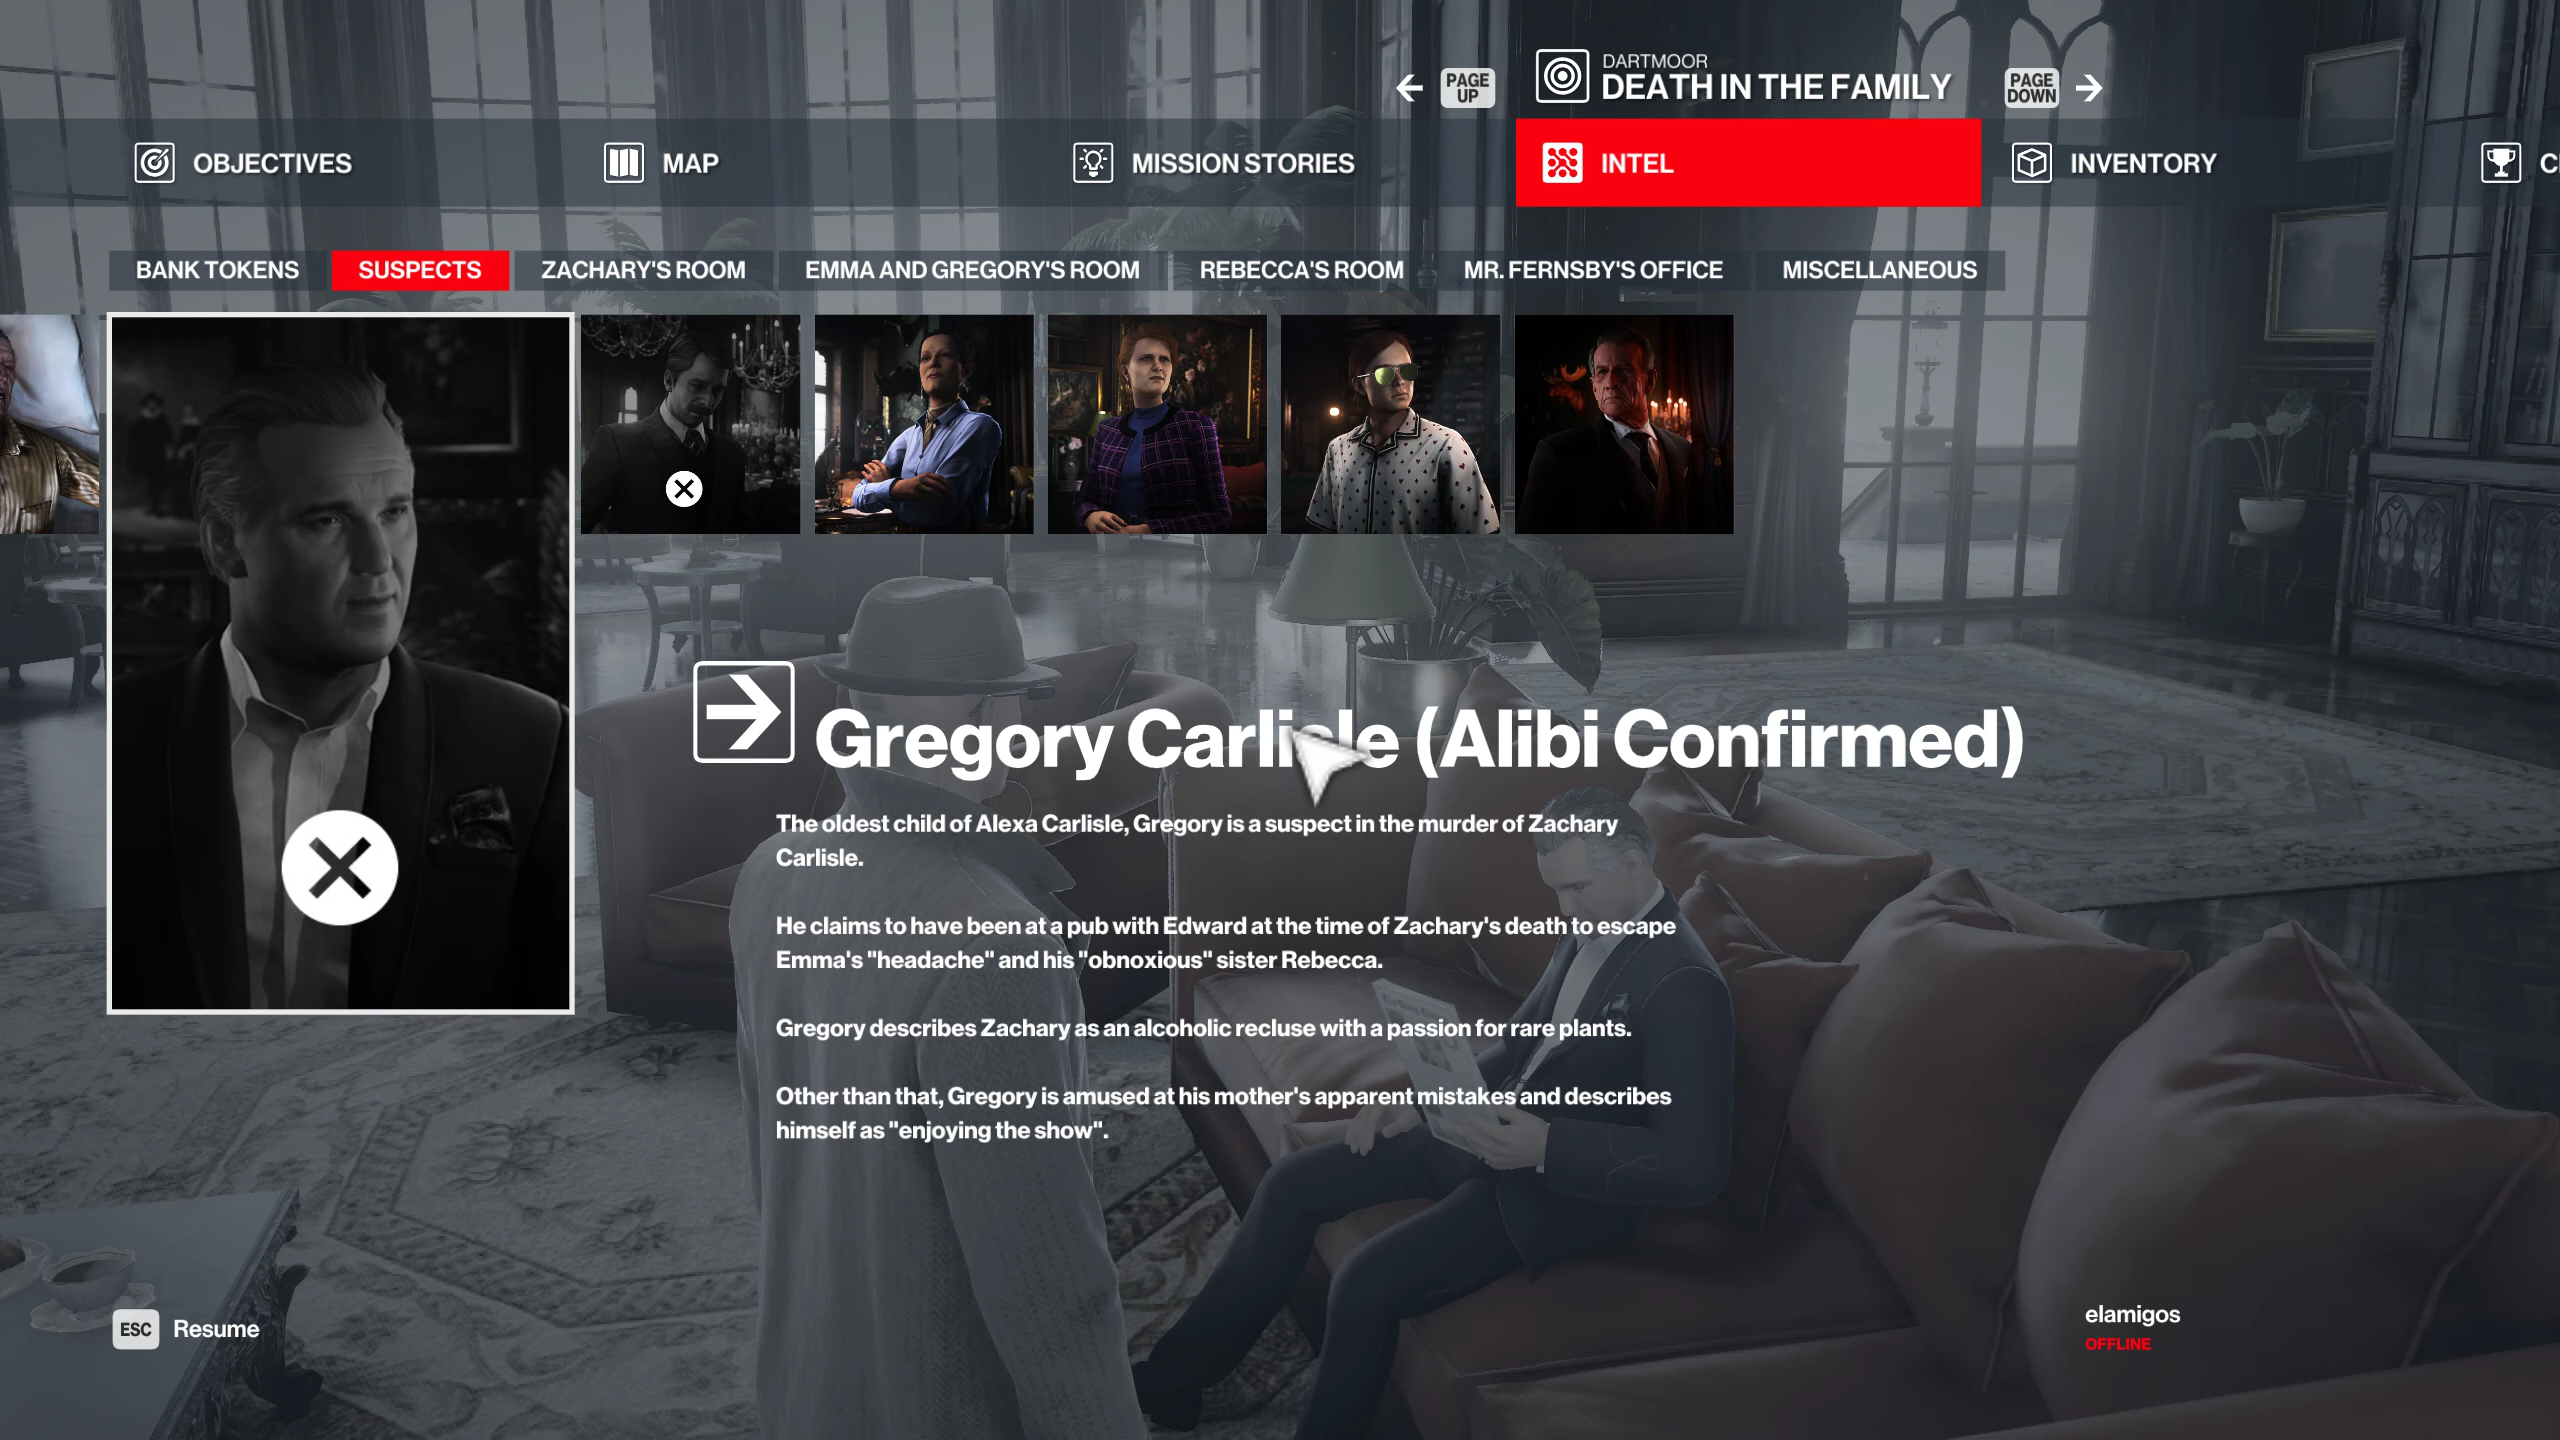 DARTMOOR
PAGE UP
DEATH IN THE FAMILY
PAGE DOWN
OBJECTIVES
MAP
MISSION STORIES
INTEL
INVENTORY
BANK TOKENS
SUSPECTS
ZACHARY'S ROOM
EMMA AND GREGORY'S ROOM
REBECCA'S ROOM
MR. FERNSBY'S OFFICE
MISCELLANEOUS
Gregory Carlisle (Alibi Confirmed)
The oldest child of Alexa Carlisle, Gregory is a suspect in the murder of Zachary
Carlisle.
He claims to have been at a pub with Edward at the time of Zachary's death to escape
Emma's "headache" and his "obnoxious" sister Rebecca.
Gregory describes Zachary as an alcoholic recluse with a passion for rare plants.
Other than that, Gregory is amused at his mother's apparent mistakes and describes
himself as "enjoying the show".
ESC Resume
elamigos
OFFLINE